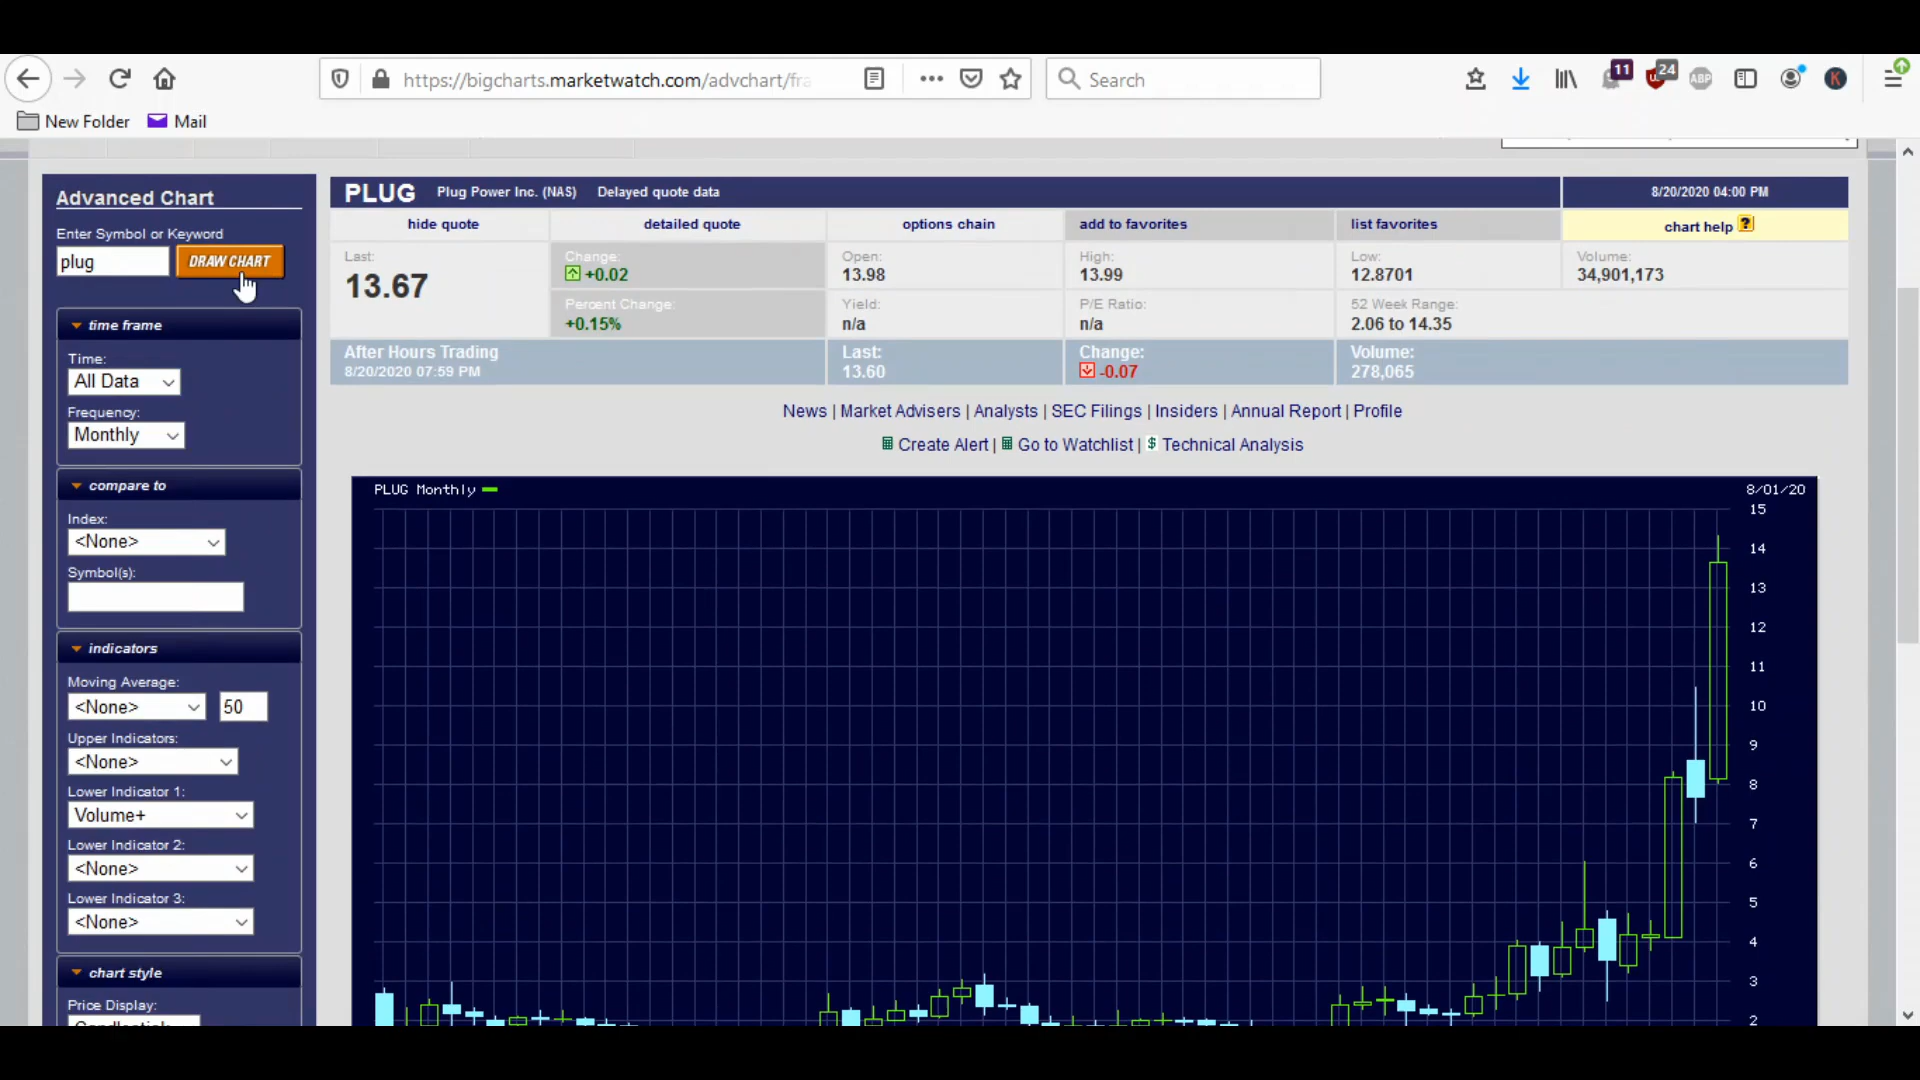 https://bigcharts.marketwatch.com/advchart/fra
Search
11
24
ABP
K
New Folder
Mail
Advanced Chart
Enter Symbol or Keyword
plug
DRAW CHART
time frame
Time:
All Data
Frequency:
Monthly
compare to
Index:
<None>
Symbol(s):
indicators
Moving Average:
<None>
50
Upper Indicators:
<None>
Lower Indicator 1:
Volume+
Lower Indicator 2:
<None>
Lower Indicator 3:
<None>
chart style
Price Display:
PLUG Plug Power Inc. (NAS) Delayed quote data 8/20/2020 04:00 PM
hide quote detailed quote options chain add to favorites list favorites chart help ?
Last: Change: Open: High: Low: Volume:
13.67 +0.02 13.98 13.99 12.8701 34,901,173
Percent Change: Yield: P/E Ratio: 52 Week Range:
+0.15% n/a n/a 2.06 to 14.35
After Hours Trading Last: Change: Volume:
8/20/2020 07:59 PM 13.60 -0.07 278,065
News | Market Advisers | Analysts | SEC Filings | Insiders | Annual Report | Profile
Create Alert | Go to Watchlist | $ Technical Analysis
PLUG Monthly 8/01/20
15
14
13
12
11
10
9
8
7
6
5
4
3
2